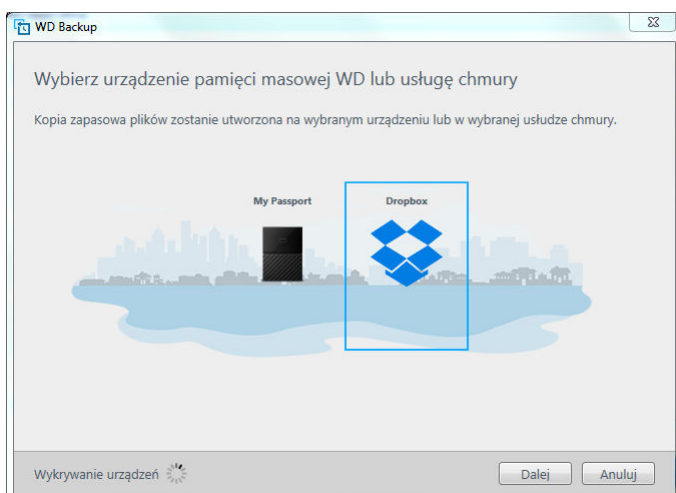 WD Backup
Wybierz urządzenie pamięci masowej WD lub usługę chmury
Kopia zapasowa plików zostanie utworzona na wybranym urządzeniu lub w wybranej usłudze chmury.
My Passport Dropbox
Wykrywanie urządzeń Dalej Anuluj